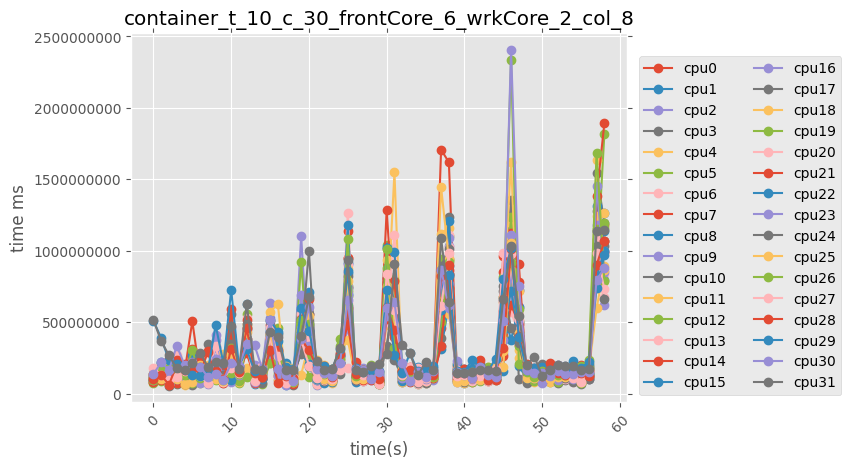 container_t_10_c_30_frontCore_6_wrkCore_2_col_8
time ms
2500000000
2000000000
1500000000
1000000000
500000000
0
0
10
20
30
40
50
60
time(s)
cpu0
cpu1
cpu2
cpu3
cpu4
cpu5
cpu6
cpu7
cpu8
cpu9
cpu10
cpu11
cpu12
cpu13
cpu14
cpu15
cpu16
cpu17
cpu18
cpu19
cpu20
cpu21
cpu22
cpu23
cpu24
cpu25
cpu26
cpu27
cpu28
cpu29
cpu30
cpu31